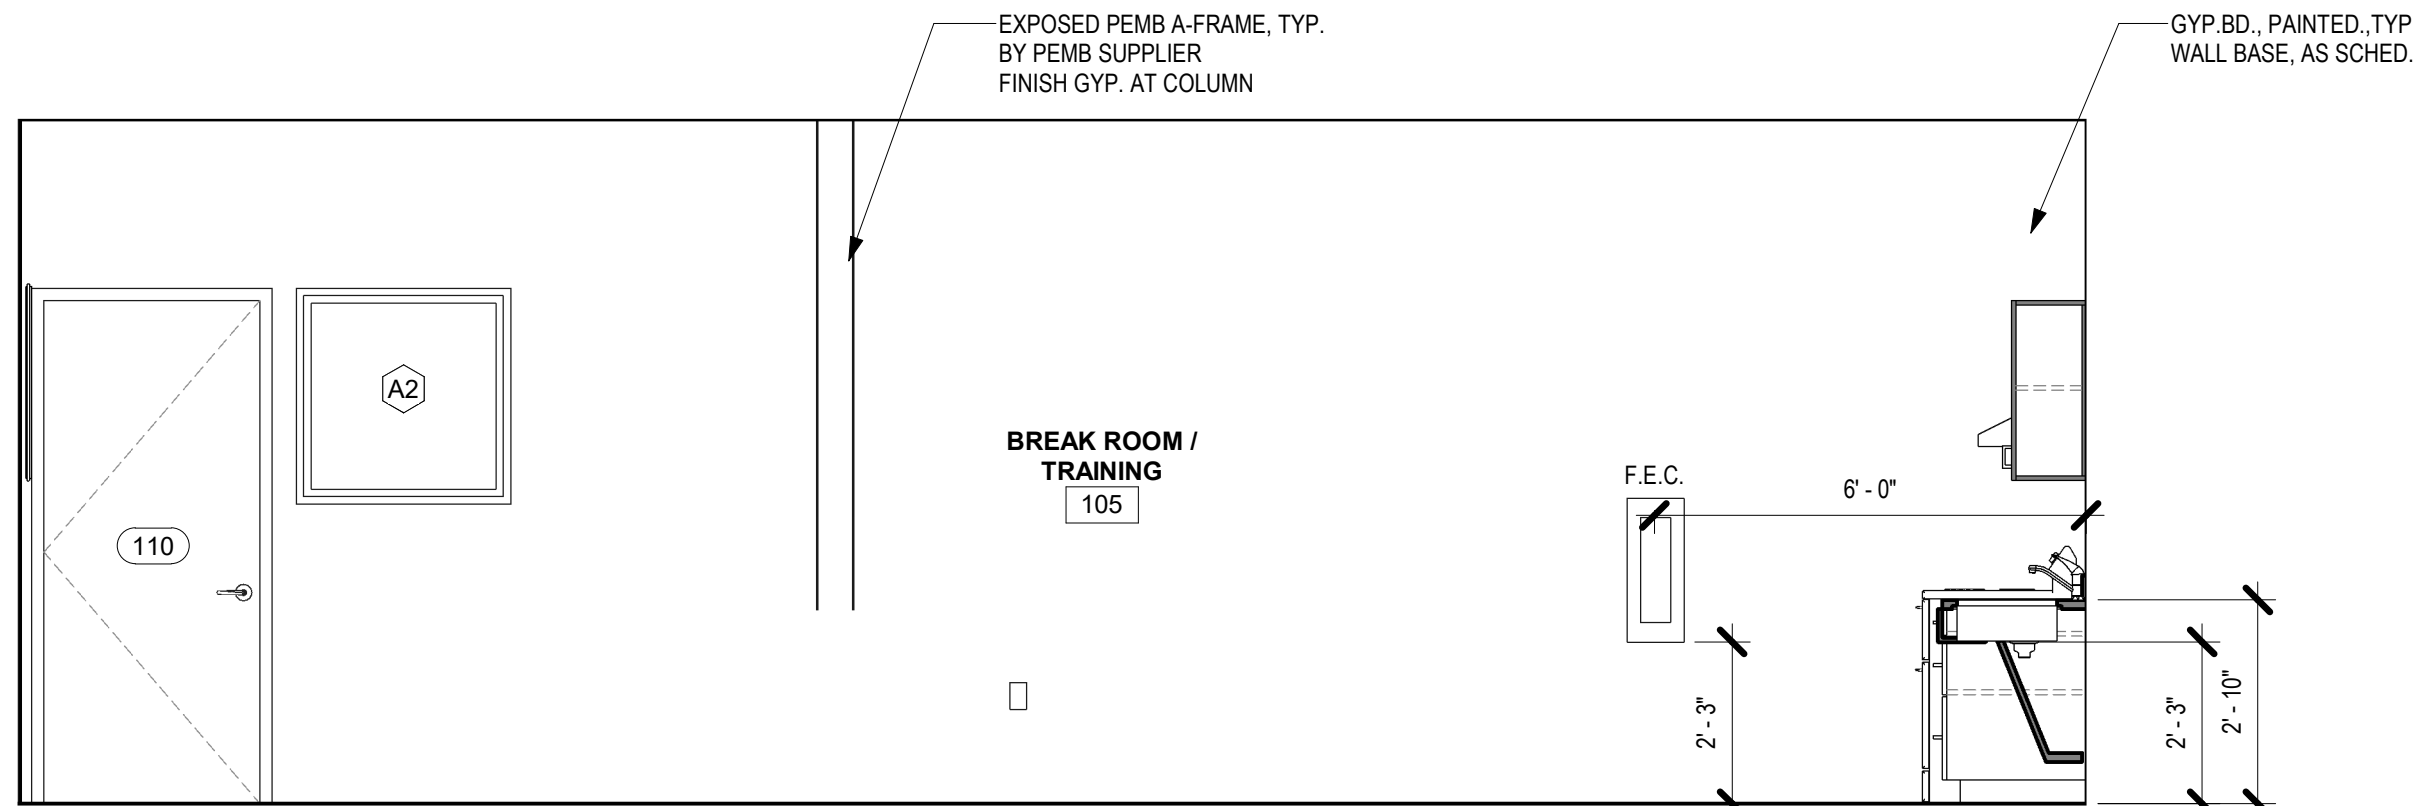 EXPOSED PEMB A-FRAME, TYP.
BY PEMB SUPPLIER
FINISH GYP. AT COLUMN
GYP.BD., PAINTED.,TYP
WALL BASE, AS SCHED.
A2
BREAK ROOM /
TRAINING
105
110
F.E.C.
6' - 0"
2' - 3"
2' - 3"
2' - 10"